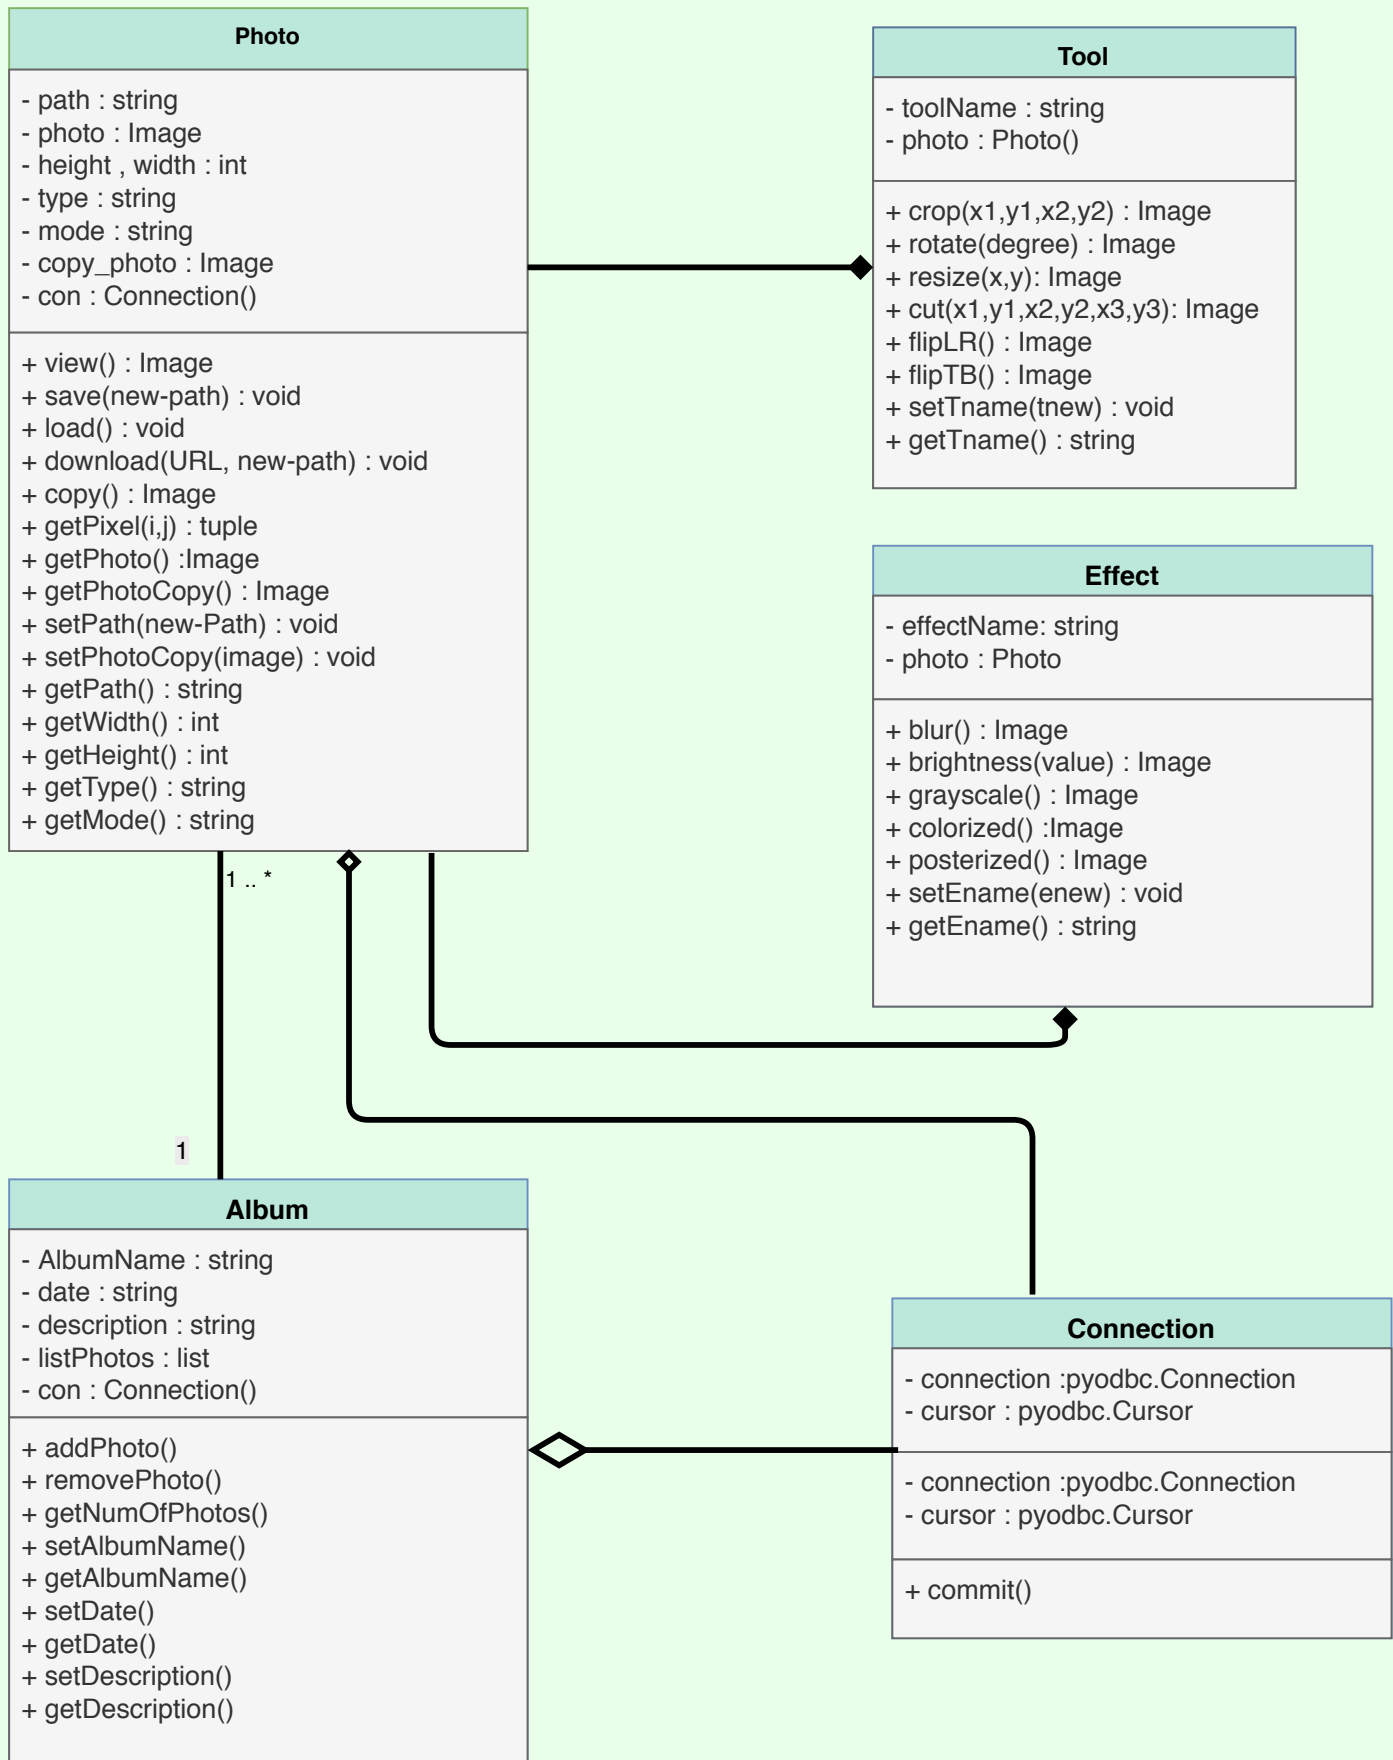 Photo
- path : string
- photo : Image
- height , width : int
- type : string
- mode : string
- copy_photo : Image
- con : Connection()
+ view() : Image
+ save(new-path) : void
+ load() : void
+ download(URL, new-path) : void
+ copy() : Image
+ getPixel(i,j) : tuple
+ getPhoto() :Image
+ getPhotoCopy() : Image
+ setPath(new-Path) : void
+ setPhotoCopy(image) : void
+ getPath() : string
+ getWidth() : int
+ getHeight() : int
+ getType() : string
+ getMode() : string
Tool
- toolName : string
- photo : Photo()
+ crop(x1,y1,x2,y2) : Image
+ rotate(degree) : Image
+ resize(x,y): Image
+ cut(x1,y1,x2,y2,x3,y3): Image
+ flipLR() : Image
+ flipTB() : Image
+ setTname(tnew) : void
+ getTname() : string
Effect
- effectName: string
- photo : Photo
+ blur() : Image
+ brightness(value) : Image
+ grayscale() : Image
+ colorized() :Image
+ posterized() : Image
+ setEname(enew) : void
+ getEname() : string
1 .. *
1
Album
- AlbumName : string
- date : string
- description : string
- listPhotos : list
- con : Connection()
+ addPhoto()
+ removePhoto()
+ getNumOfPhotos()
+ setAlbumName()
+ getAlbumName()
+ setDate()
+ getDate()
+ setDescription()
+ getDescription()
Connection
- connection :pyodbc.Connection
- cursor : pyodbc.Cursor
- connection :pyodbc.Connection
- cursor : pyodbc.Cursor
+ commit()